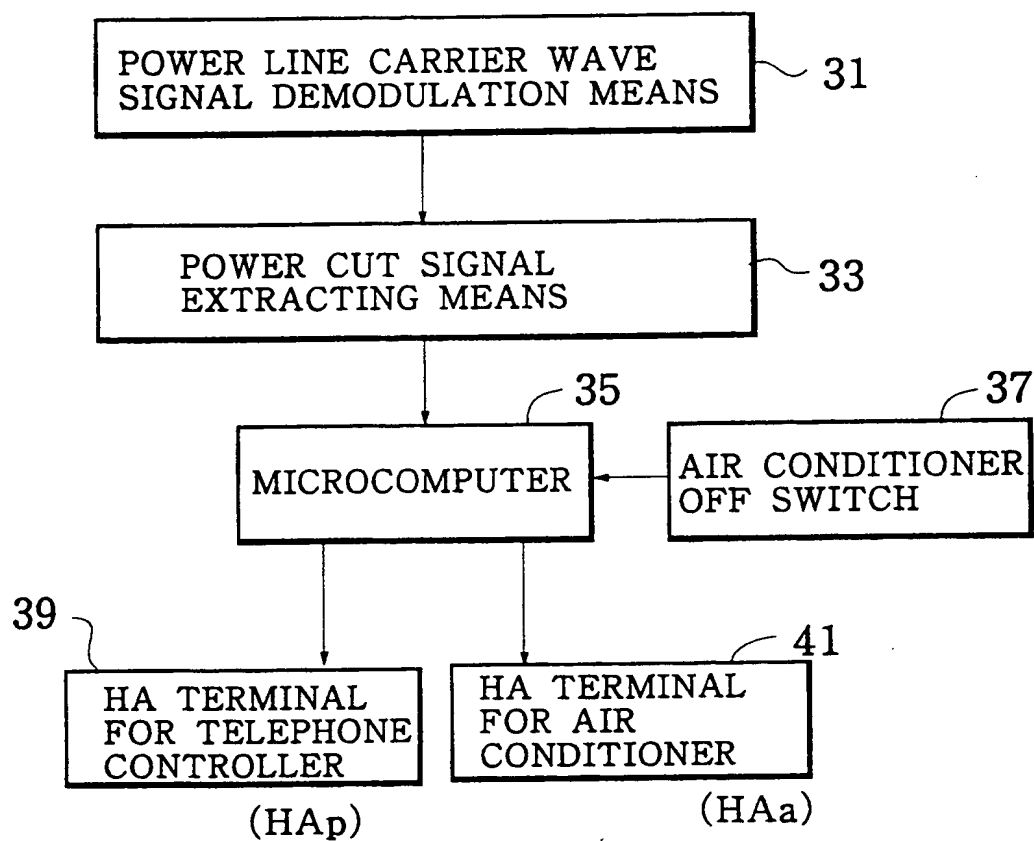 POWER LINE CARRIER WAVE
SIGNAL DEMODULATION MEANS
31
POWER CUT SIGNAL
EXTRACTING MEANS
33
35
MICROCOMPUTER
37
AIR CONDITIONER
OFF SWITCH
39
HA TERMINAL
FOR TELEPHONE
CONTROLLER
(HAp)
41
HA TERMINAL
FOR AIR
CONDITIONER
(HAa)